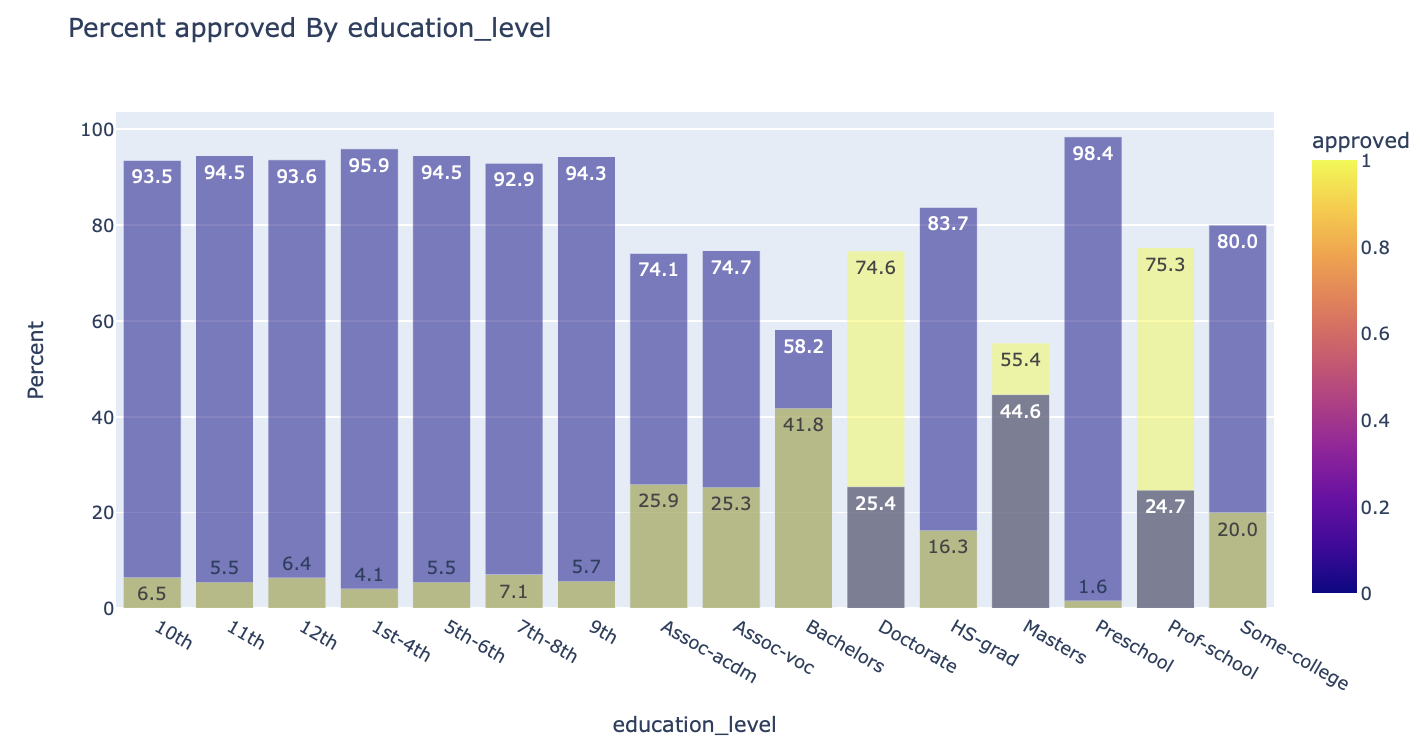 Percent approved By education_level
approved
1
0.8
0.6
0.4
0.2
0
Percent
100
80
60
40
20
0
93.5
94.5
93.6
95.9
94.5
92.9
94.3
74.1
74.7
58.2
74.6
83.7
55.4
98.4
75.3
80.0
6.5
5.5
6.4
4.1
5.5
7.1
5.7
25.9
25.3
41.8
25.4
16.3
44.6
1.6
24.7
20.0
10th
11th
12th
1st-4th
5th-6th
7th-8th
9th
Assoc-acdm
Assoc-voc
Bachelors
Doctorate
HS-grad
Masters
Preschool
Prof-school
Some-college
education_level